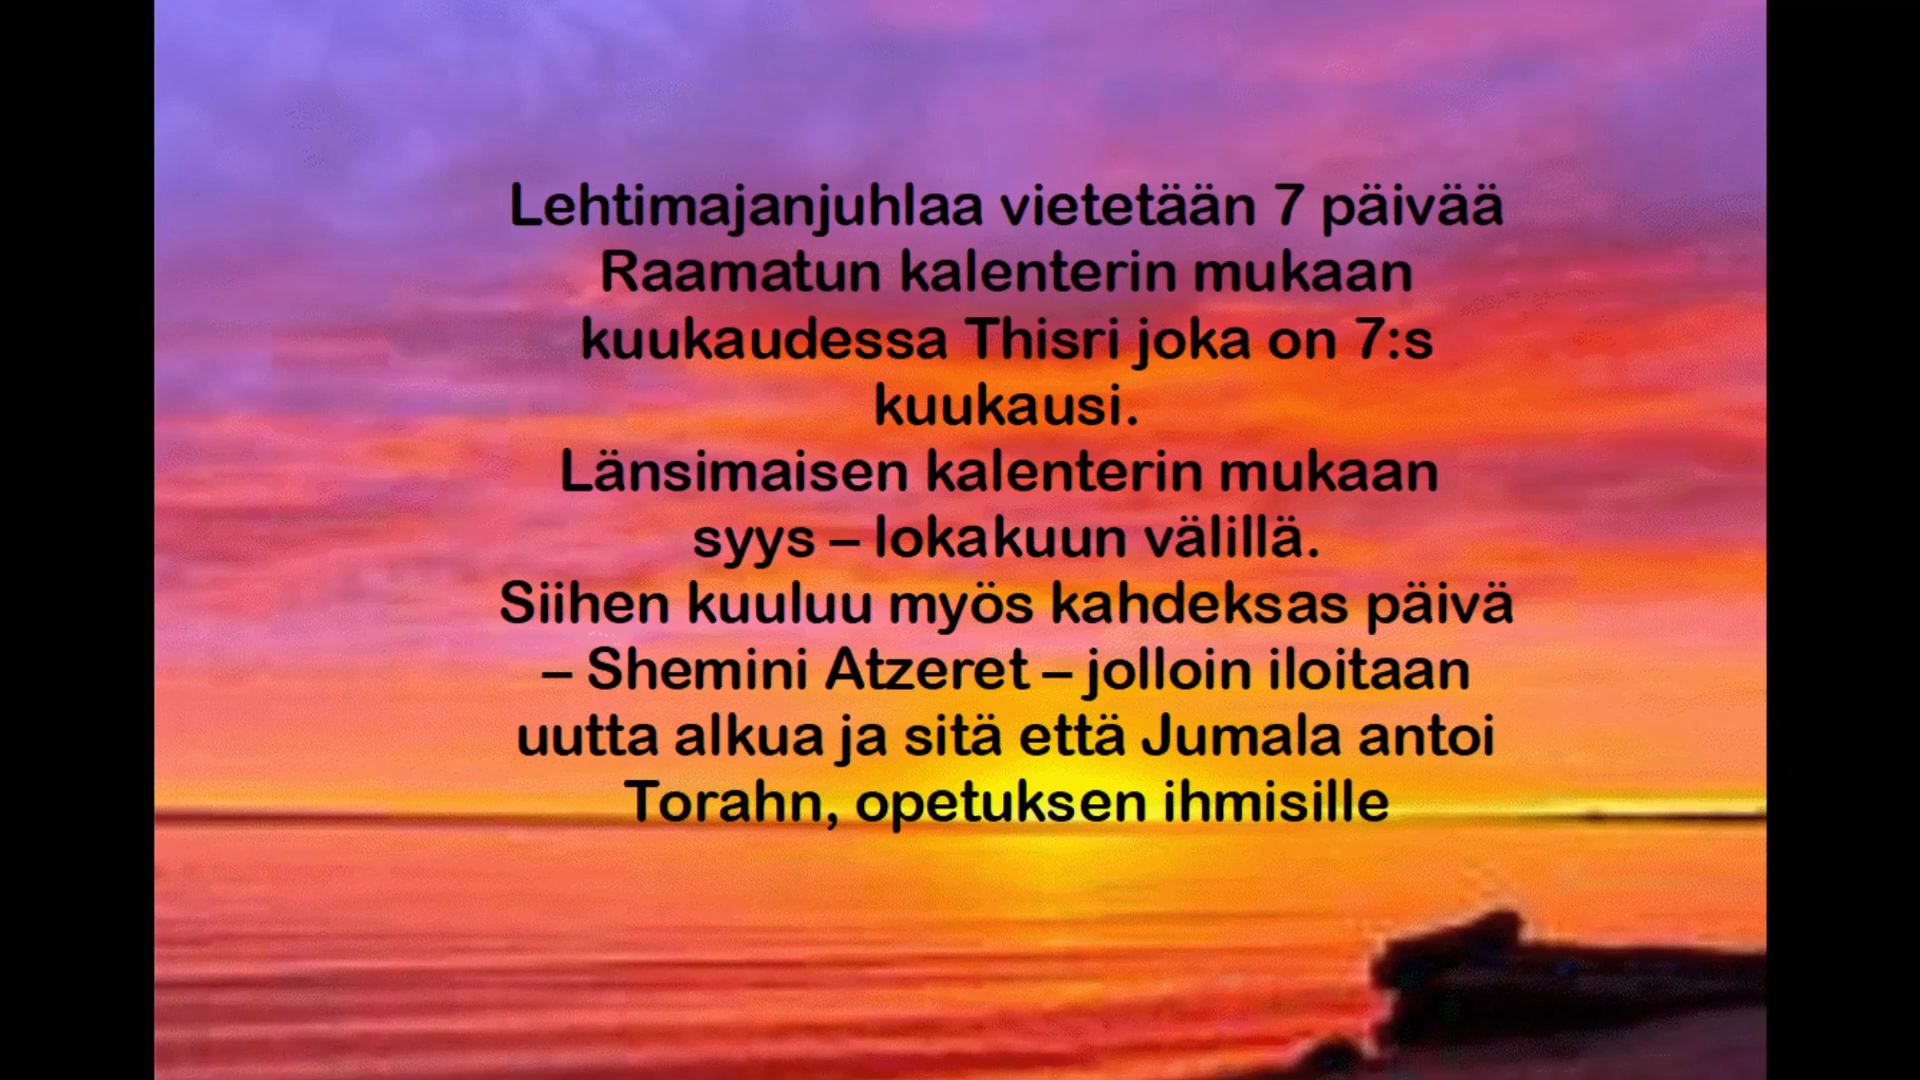 Lehtimajanjuhlaa vietetään 7 päivää
Raamatun kalenterin mukaan
kuukaudessa Thisri joka on 7:s
kuukausi.
Länsimaisen kalenterin mukaan
syys – lokakuun välillä.
Siihen kuuluu myös kahdeksas päivä
– Shemini Atzeret – jolloin iloitaan
uutta alkua ja sitä että Jumala antoi
Torahn, opetuksen ihmisille